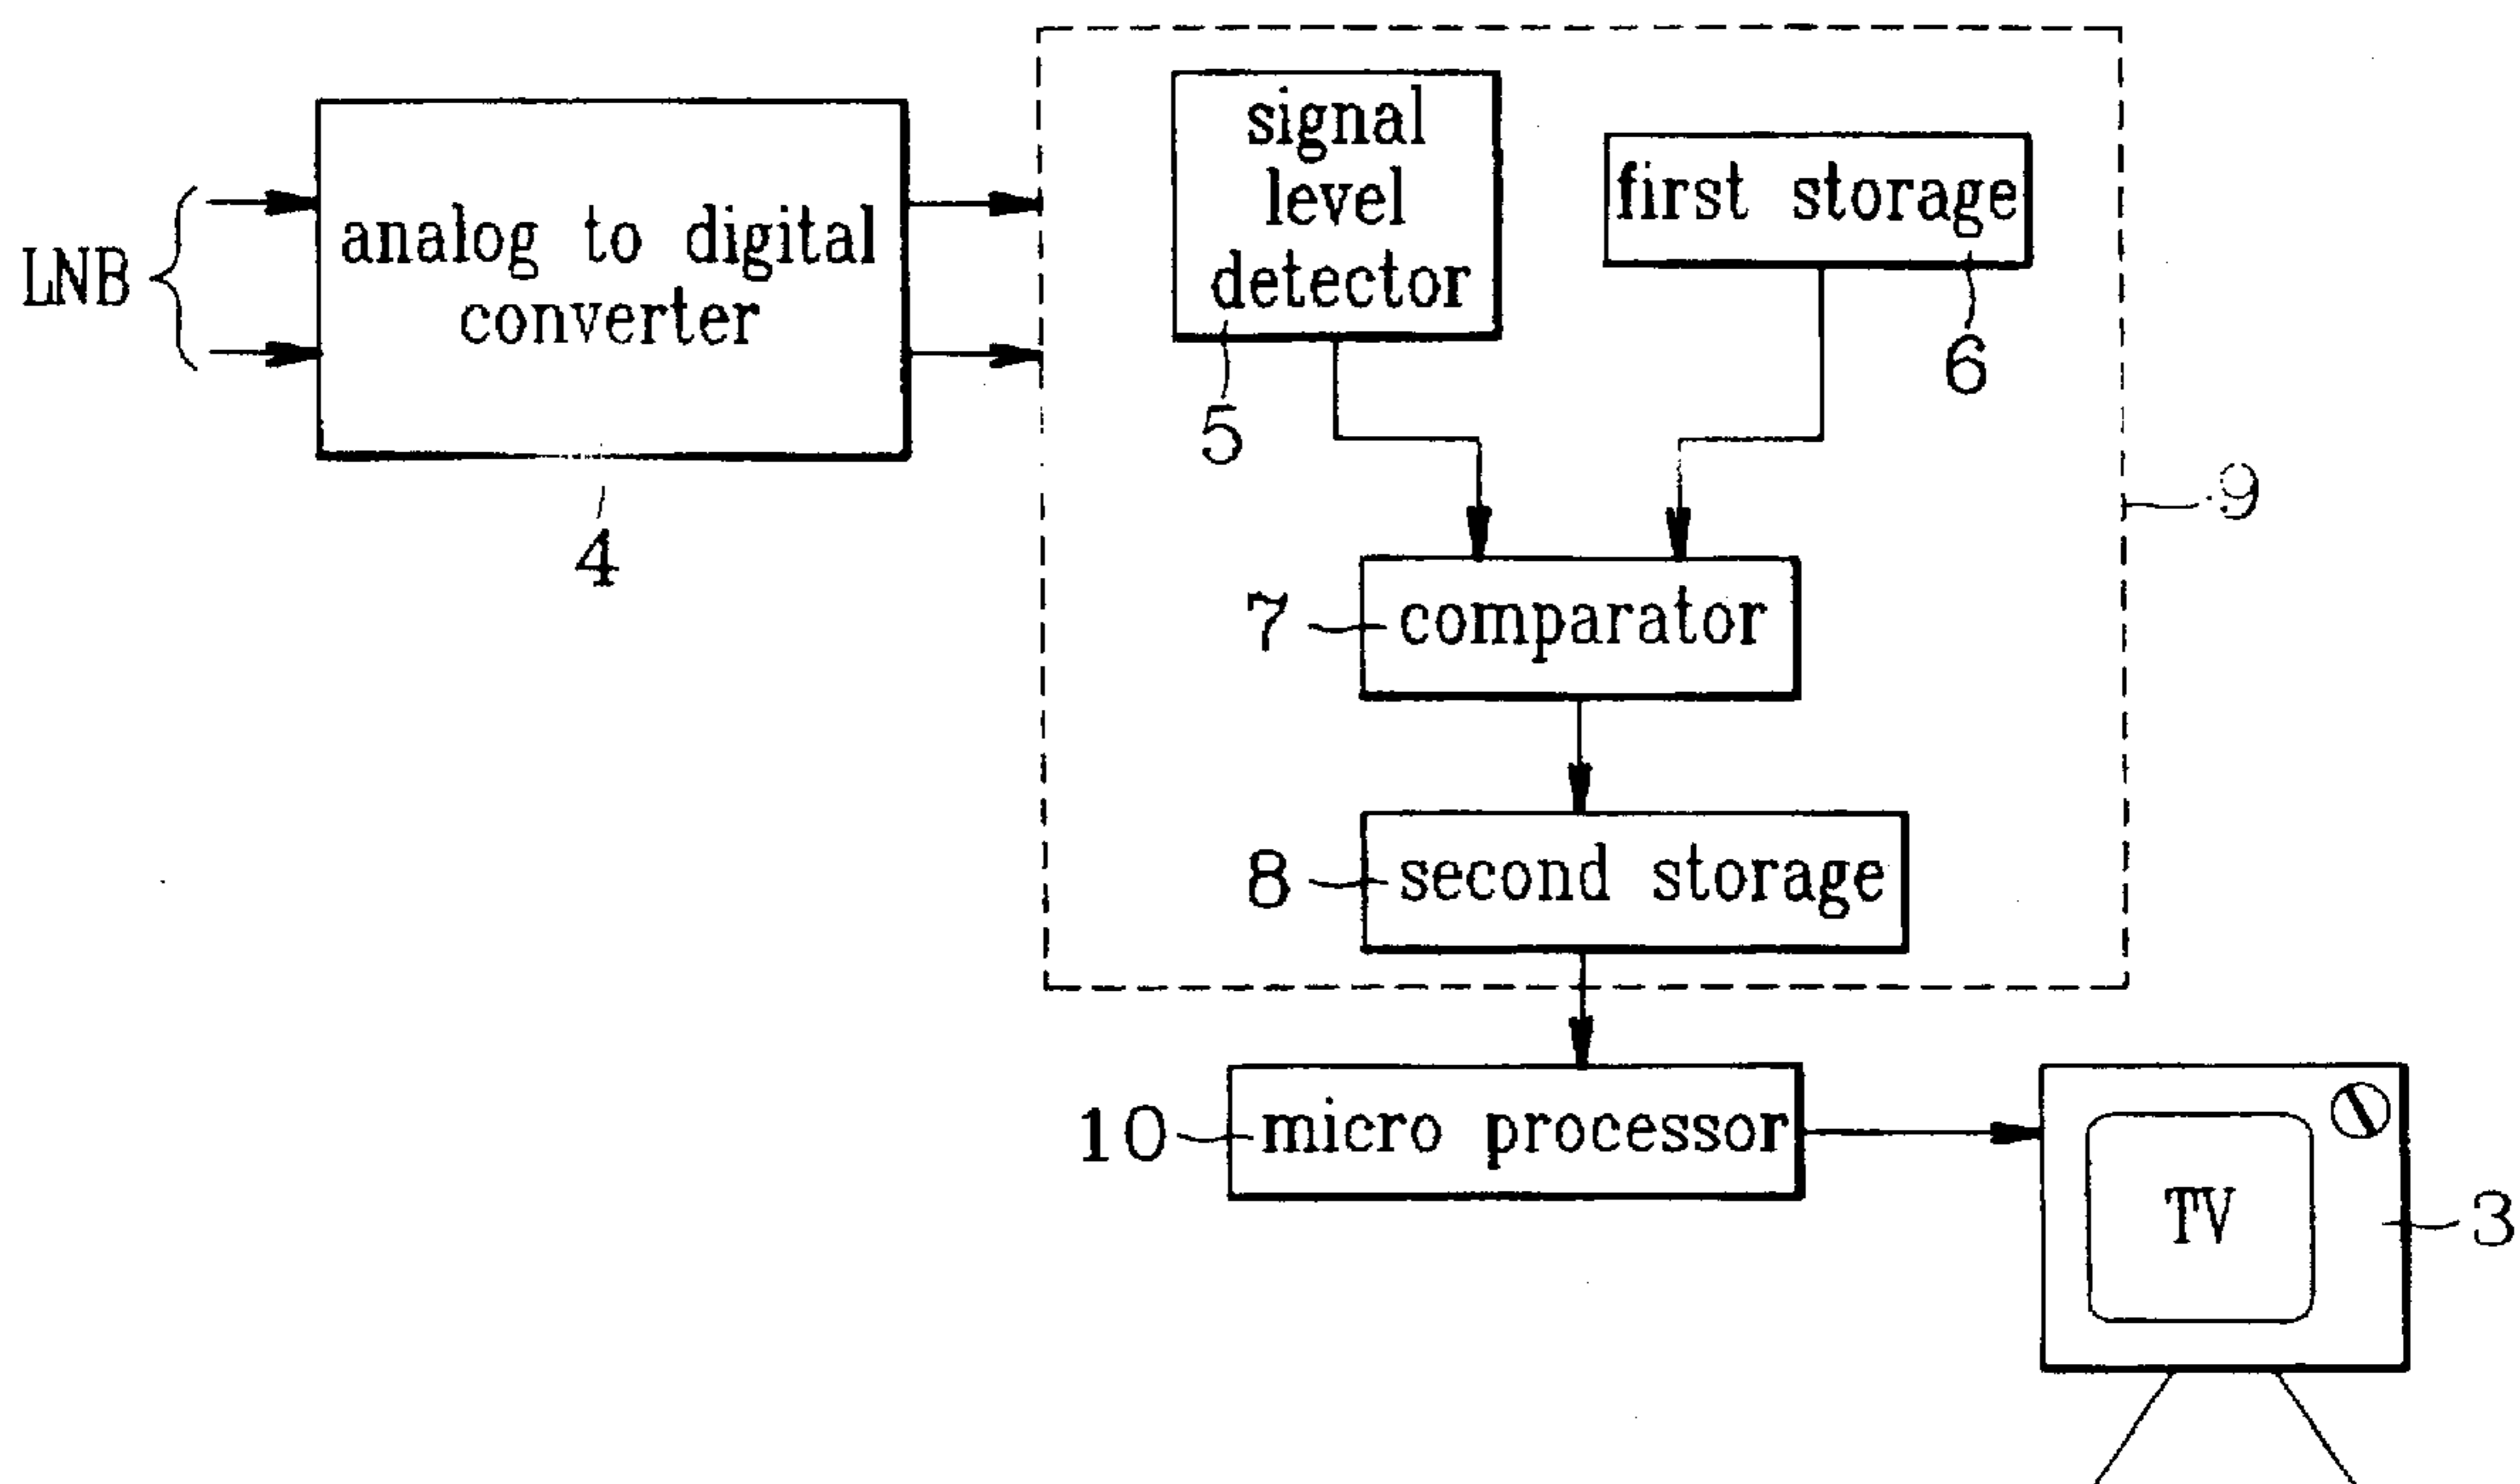 LNB
analog to digital
converter
4
signal
level
detector
5
first storage
6
9
7
comparator
8
second storage
10
micro processor
TV
3